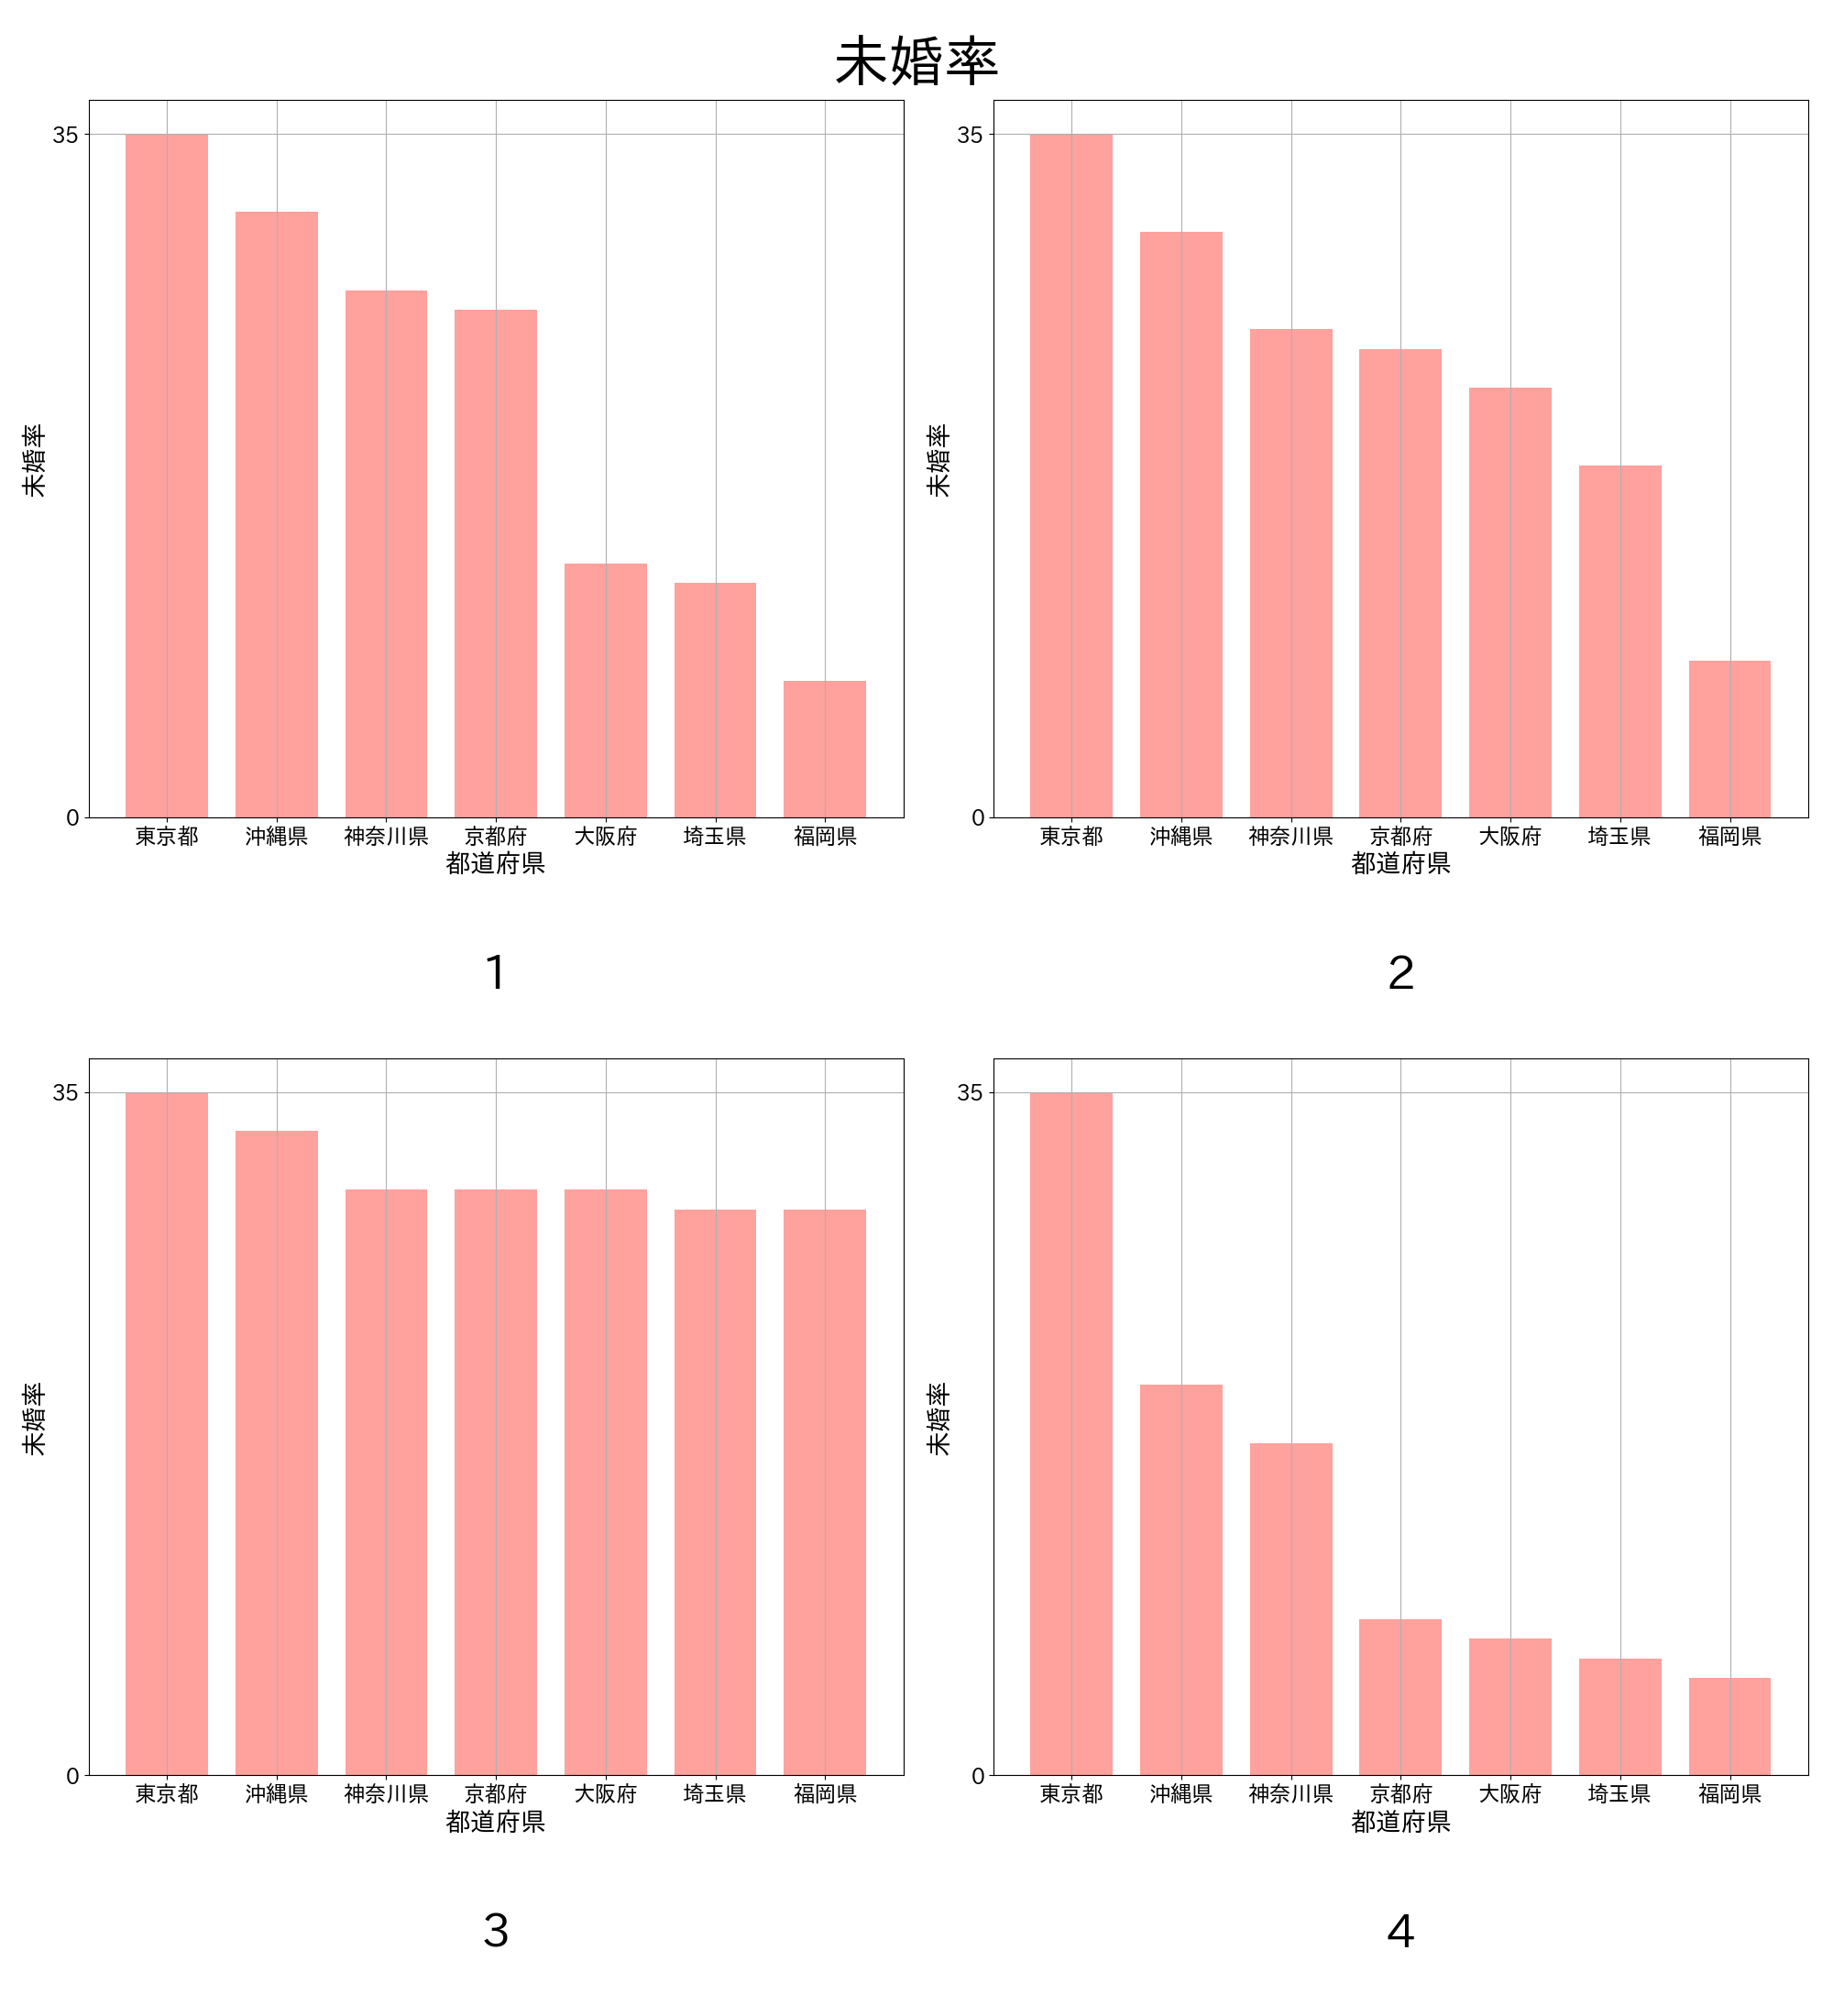 未婚率
35
0
未婚率
東京都 沖縄県 神奈川県 京都府 大阪府 埼玉県 福岡県
都道府県
1
35
0
未婚率
東京都 沖縄県 神奈川県 京都府 大阪府 埼玉県 福岡県
都道府県
2
35
0
未婚率
東京都 沖縄県 神奈川県 京都府 大阪府 埼玉県 福岡県
都道府県
3
35
0
未婚率
東京都 沖縄県 神奈川県 京都府 大阪府 埼玉県 福岡県
都道府県
4